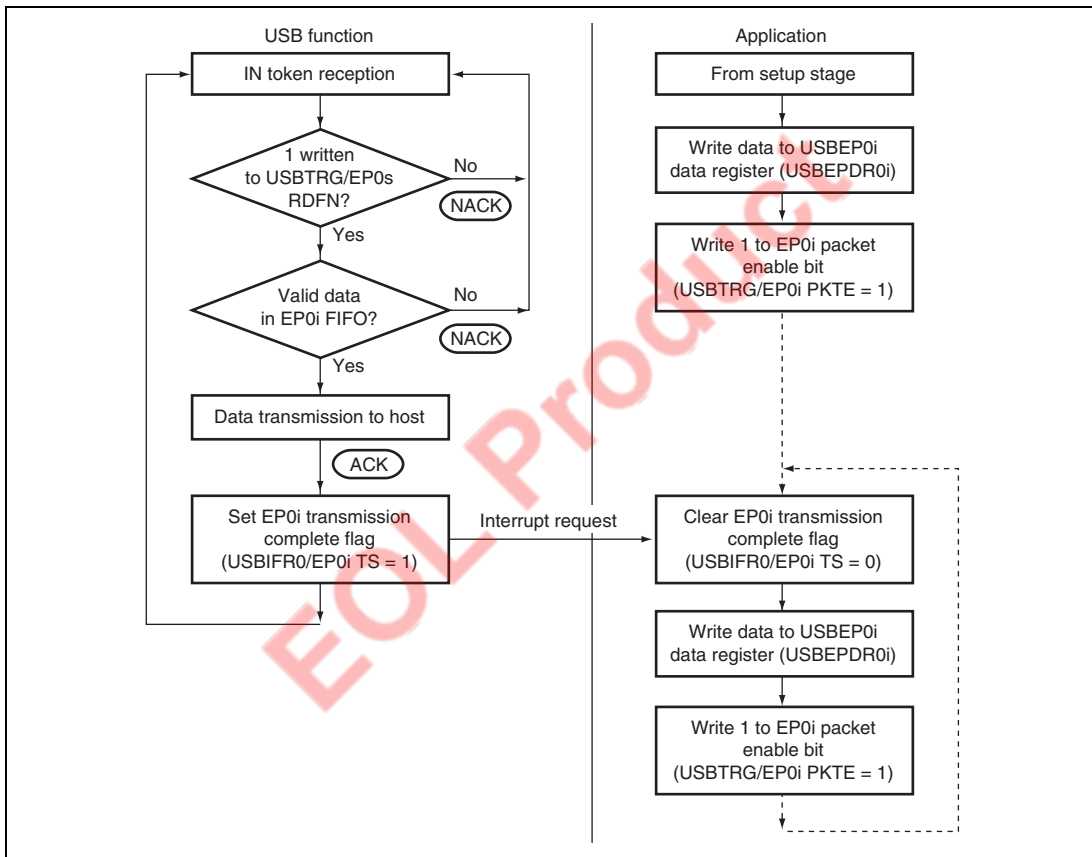 USB function
IN token reception
1 written
to USBTRG/EP0s
RDFN?
No
NACK
Yes
Valid data
in EP0i FIFO?
No
NACK
Yes
Data transmission to host
ACK
Set EP0i transmission
complete flag
(USBIFR0/EP0i TS = 1)
Interrupt request
Application
From setup stage
Write data to USBEP0i
data register (USBEPDR0i)
Write 1 to EP0i packet
enable bit
(USBTRG/EP0i PKTE = 1)
Clear EP0i transmission
complete flag
(USBIFR0/EP0i TS = 0)
Write data to USBEP0i
data register (USBEPDR0i)
Write 1 to EP0i packet
enable bit
(USBTRG/EP0i PKTE = 1)
EOL Product